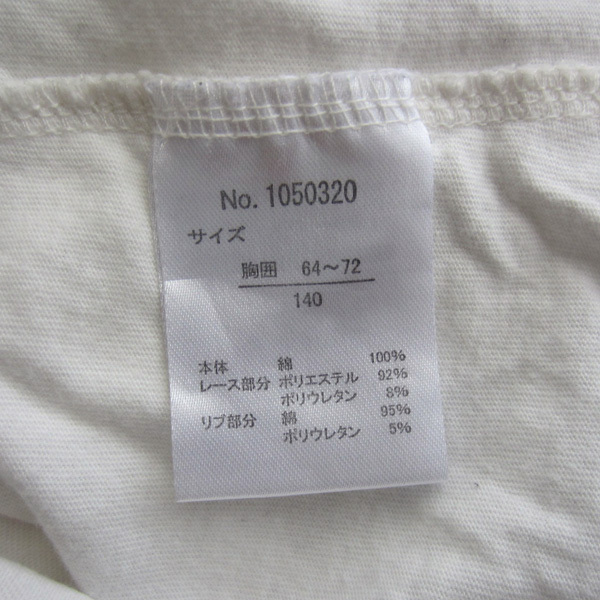 No. 1050320
サイズ
胸囲 64～72
140
本体 綿 100%
レース部分 ポリエステル 92%
ポリウレタン 8%
リブ部分 綿 95%
ポリウレタン 5%